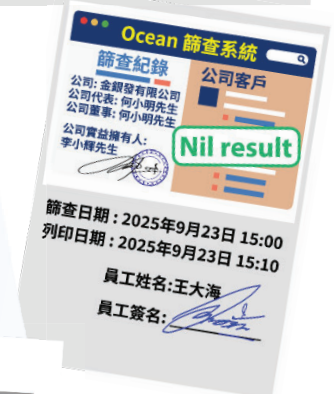 Ocean 篩查系統
篩查紀錄
公司: 金銀發有限公司
公司代表: 何小明先生
公司董事: 何小明先生
公司實益擁有人:
李小輝先生
公司客戶
Nil result
篩查日期 : 2025年9月23日 15:00
列印日期 : 2025年9月23日 15:10
員工姓名:王大海
員工簽名: